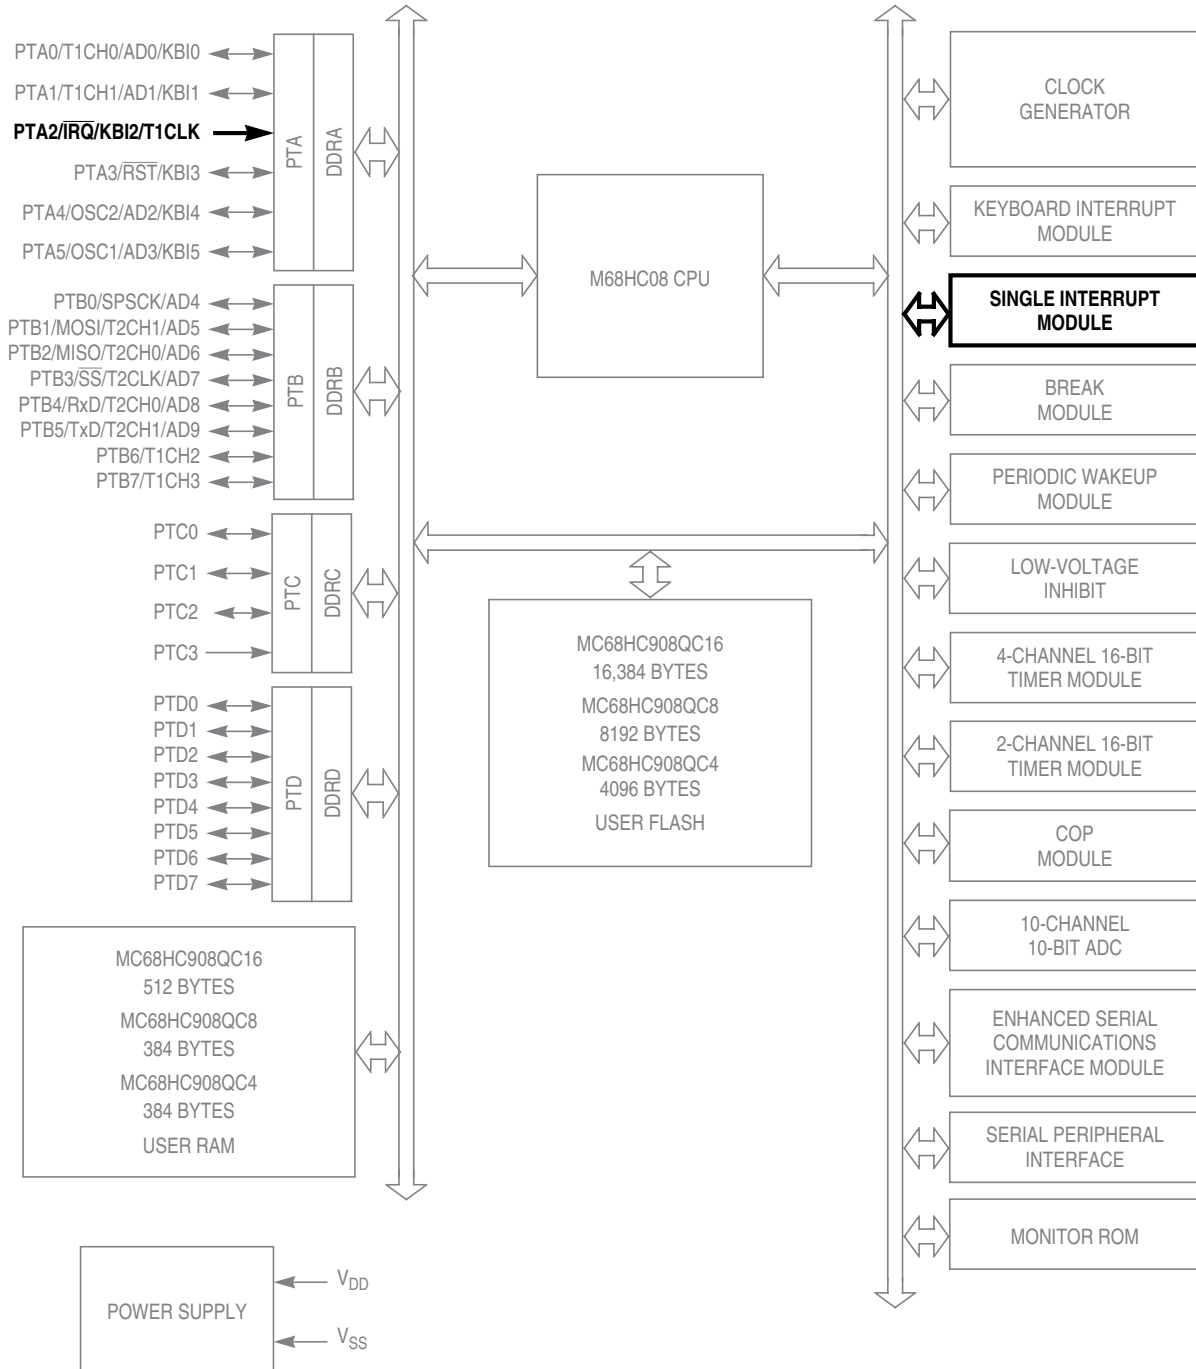 PTA0/T1CH0/AD0/KBI0
PTA1/T1CH1/AD1/KBI1
PTA2/IRQ/KBI2/T1CLK
PTA3/RST/KBI3
PTA4/OSC2/AD2/KBI4
PTA5/OSC1/AD3/KBI5
PTA
DDRA
PTB0/SPSCK/AD4
PTB1/MOSI/T2CH1/AD5
PTB2/MISO/T2CH0/AD6
PTB3/SS/T2CLK/AD7
PTB4/RxD/T2CH0/AD8
PTB5/TxD/T2CH1/AD9
PTB6/T1CH2
PTB7/T1CH3
PTB
DDRB
PTC0
PTC1
PTC2
PTC3
PTC
DDRC
PTD0
PTD1
PTD2
PTD3
PTD4
PTD5
PTD6
PTD7
PTD
DDRD
MC68HC908QC16
512 BYTES
MC68HC908QC8
384 BYTES
MC68HC908QC4
384 BYTES
USER RAM
POWER SUPPLY
VDD
VSS
M68HC08 CPU
MC68HC908QC16
16,384 BYTES
MC68HC908QC8
8192 BYTES
MC68HC908QC4
4096 BYTES
USER FLASH
CLOCK
GENERATOR
KEYBOARD INTERRUPT
MODULE
SINGLE INTERRUPT
MODULE
BREAK
MODULE
PERIODIC WAKEUP
MODULE
LOW-VOLTAGE
INHIBIT
4-CHANNEL 16-BIT
TIMER MODULE
2-CHANNEL 16-BIT
TIMER MODULE
COP
MODULE
10-CHANNEL
10-BIT ADC
ENHANCED SERIAL
COMMUNICATIONS
INTERFACE MODULE
SERIAL PERIPHERAL
INTERFACE
MONITOR ROM